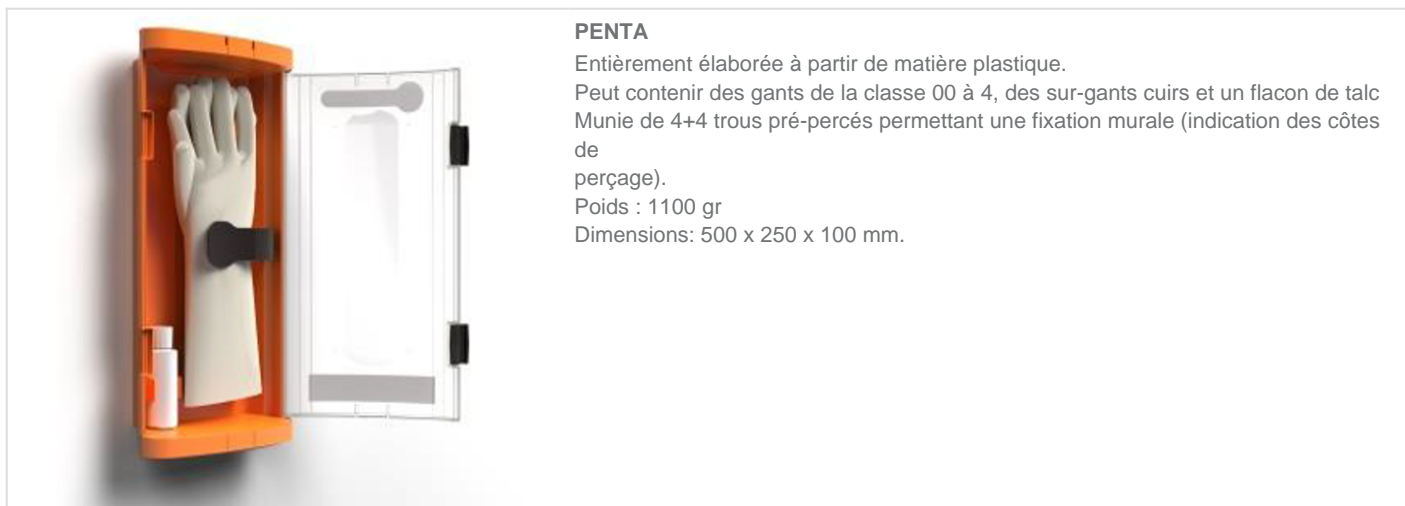 PENTA
Entièrement élaborée à partir de matière plastique.
Peut contenir des gants de la classe 00 à 4, des sur-gants cuirs et un flacon de talc
Munie de 4+4 trous pré-percés permettant une fixation murale (indication des côtes
de
perçage).
Poids : 1100 gr
Dimensions: 500 x 250 x 100 mm.